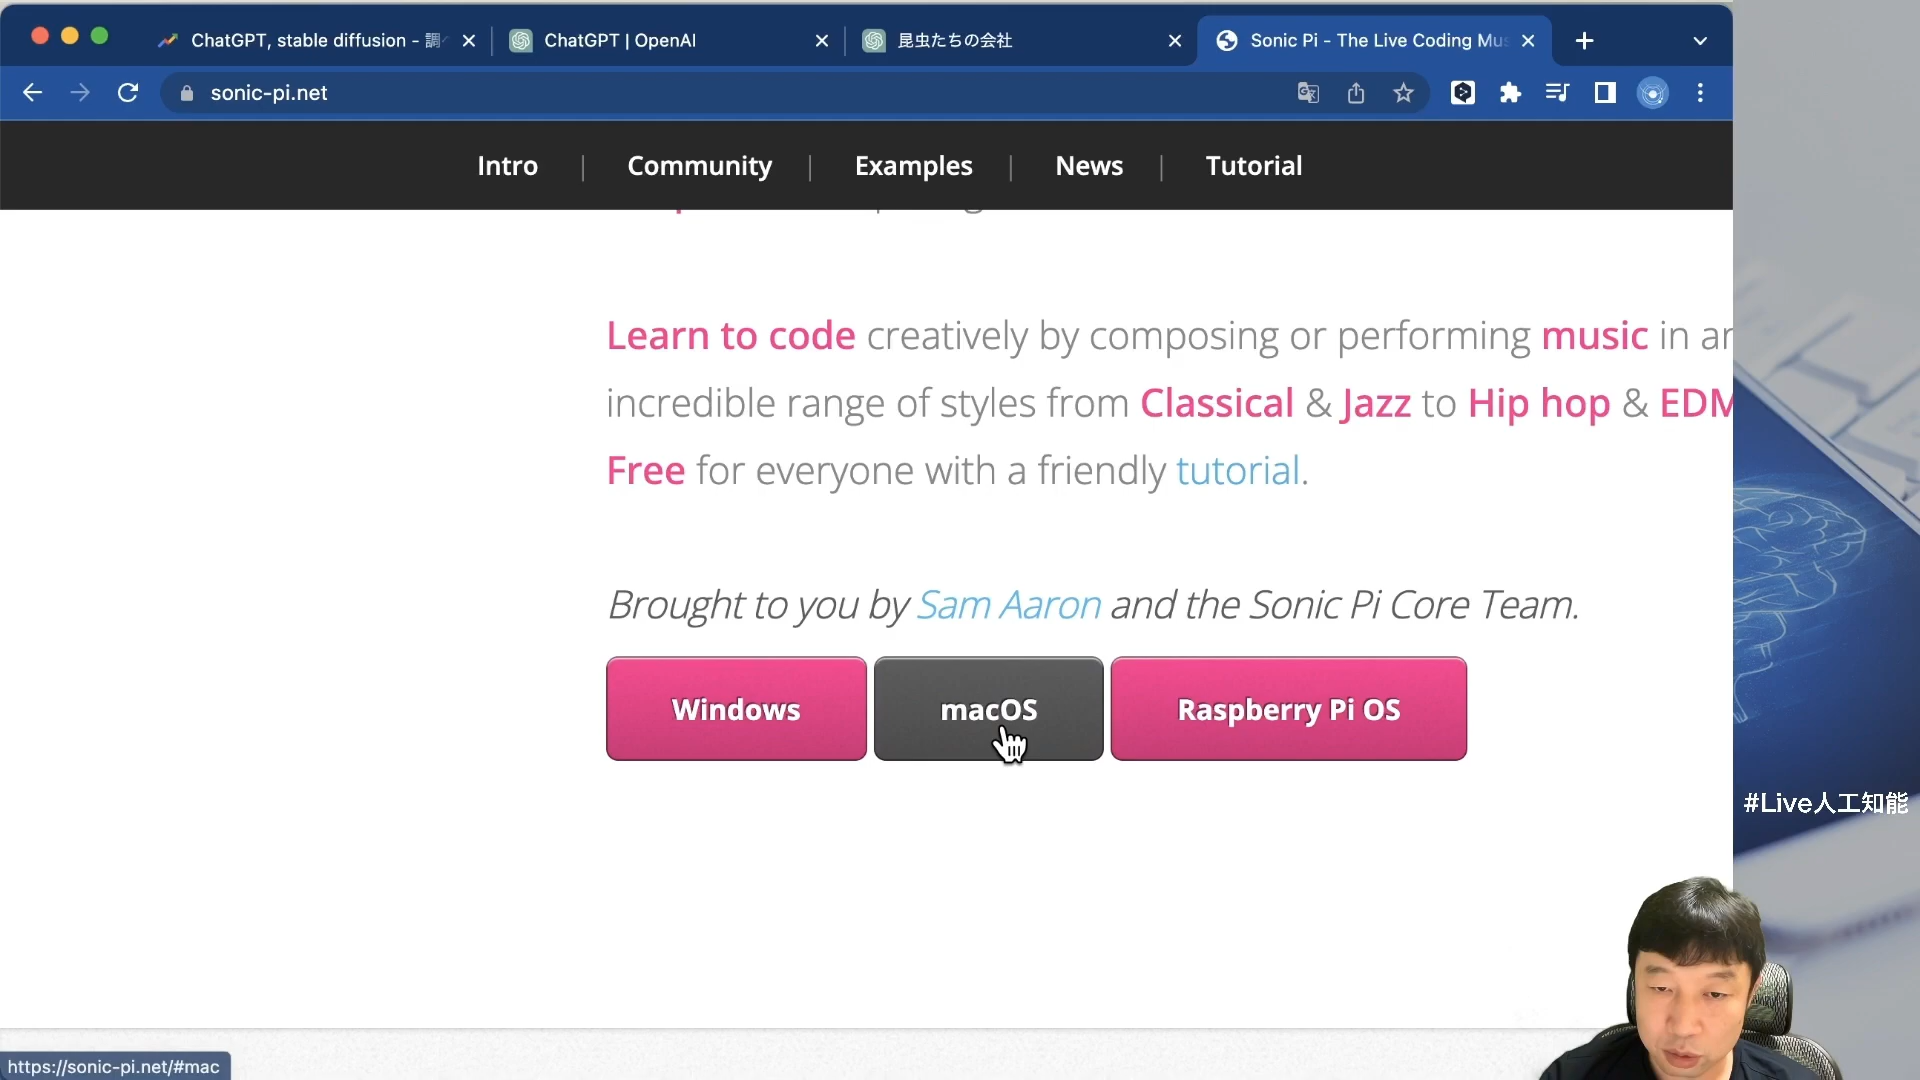 ChatGPT, stable diffusion - 調
ChatGPT | OpenAI
昆虫たちの会社
Sonic Pi - The Live Coding Mus
sonic-pi.net
Intro | Community | Examples | News | Tutorial
Learn to code creatively by composing or performing music in an
incredible range of styles from Classical & Jazz to Hip hop & EDM
Free for everyone with a friendly tutorial.
Brought to you by Sam Aaron and the Sonic Pi Core Team.
Windows
macOS
Raspberry Pi OS
#Live人工知能
https://sonic-pi.net/#mac